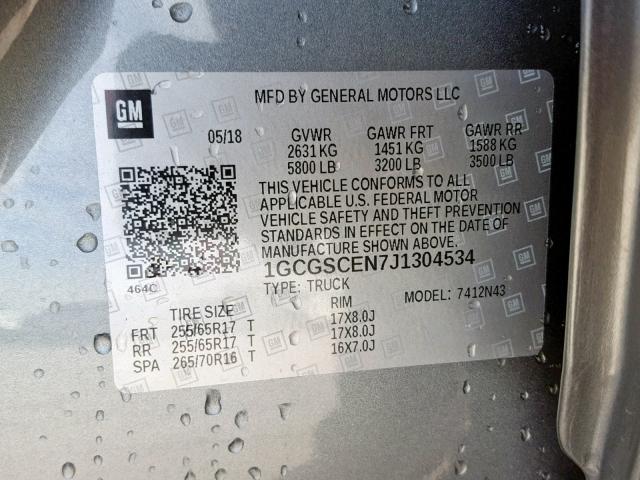 GM
MFD BY GENERAL MOTORS LLC
05/18 GVWR GAWR FRT GAWR RR
2631 KG 1451 KG 1588 KG
5800 LB 3200 LB 3500 LB
THIS VEHICLE CONFORMS TO ALL
APPLICABLE U.S. FEDERAL MOTOR
VEHICLE SAFETY AND THEFT PREVENTION
STANDARDS IN EFFECT ON THE DATE OF
MANUFACTURE SHOWN ABOVE.
1GCGSCEN7J1304534
464C
TYPE: TRUCK MODEL: 7412N43
TIRE SIZE RIM
FRT 255/65R17 T 17X8.0J
RR 255/65R17 T 17X8.0J
SPA 265/70R16 T 16X7.0J